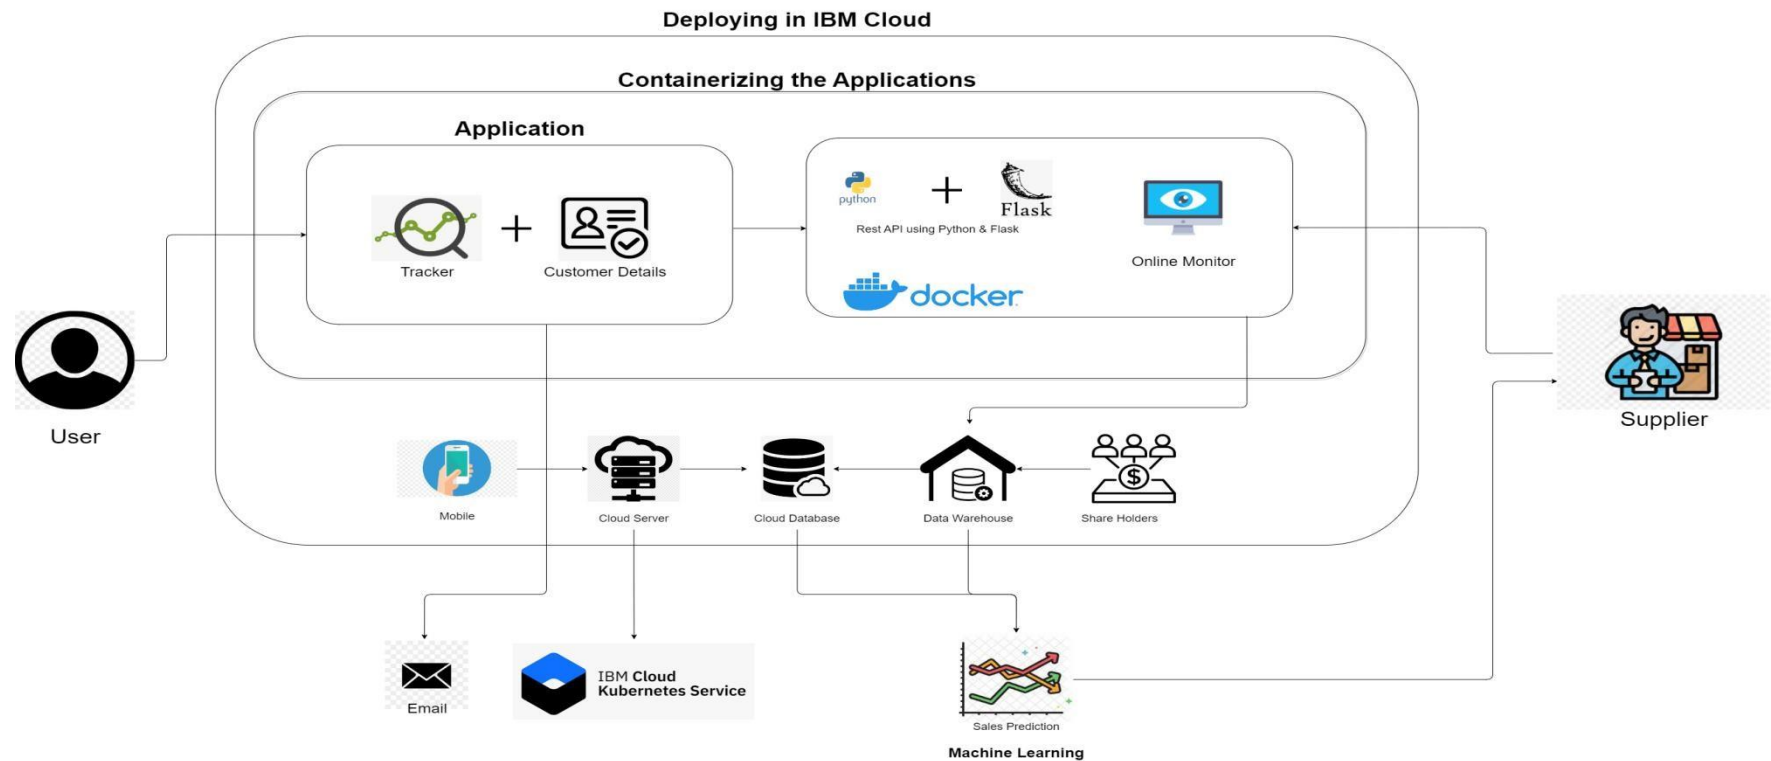 Deploying in IBM Cloud
Containerizing the Applications
Application
python
Flask
Rest API using Python & Flask
Tracker
Customer Details
Online Monitor
docker
User
Supplier
Mobile
Cloud Server
Cloud Database
Data Warehouse
Share Holders
Email
IBM Cloud
Kubernetes Service
Sales Prediction
Machine Learning